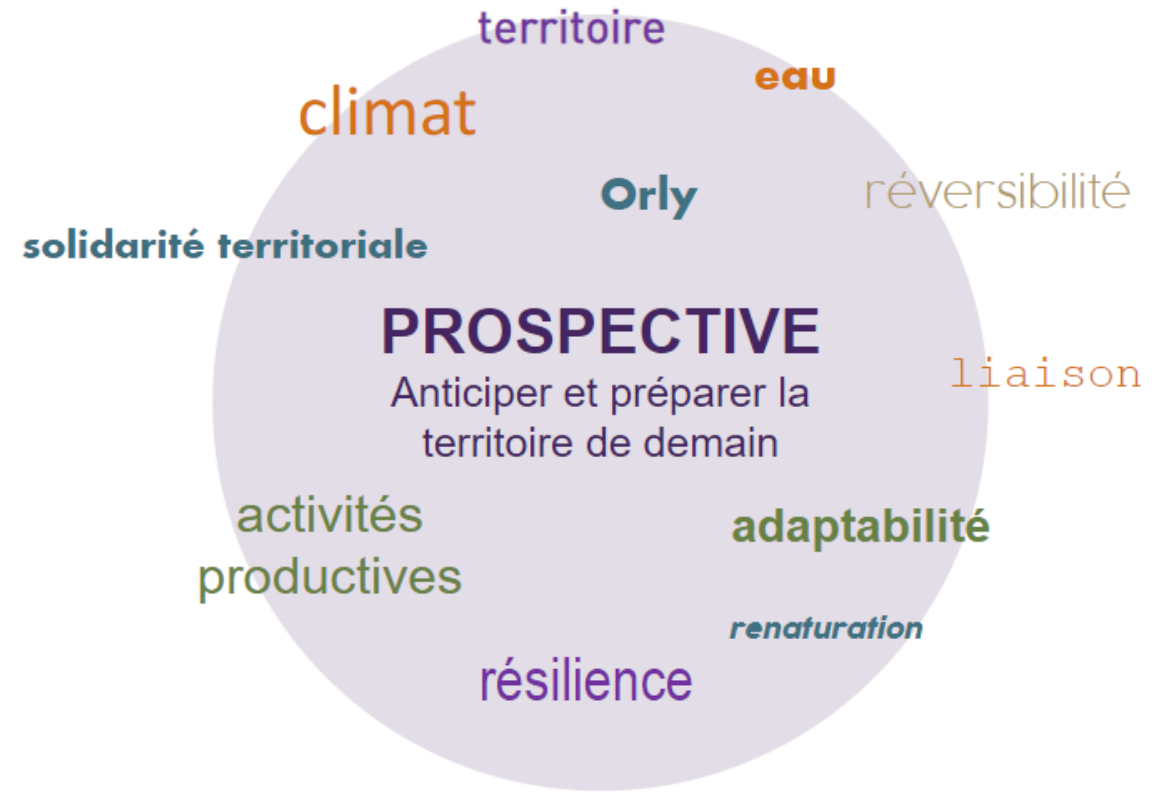 territoire
eau
climat
Orly
réversibilité
solidarité territoriale
PROSPECTIVE
Anticiper et préparer la
territoire de demain
liaison
activités
productives
adaptabilité
renaturation
résilience